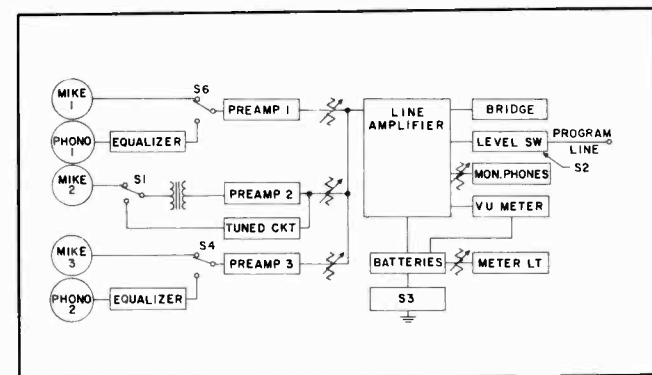 MIKE
1
S6
PREAMP 1
LINE
AMPLIFIER
BRIDGE
PHONO
1
EQUALIZER
LEVEL SW
PROGRAM
LINE
S2
MIKE
2
S1
PREAMP 2
MON. PHONES
TUNED CKT
VU METER
MIKE
3
S4
PREAMP 3
BATTERIES
METER LT
PHONO
2
EQUALIZER
S3